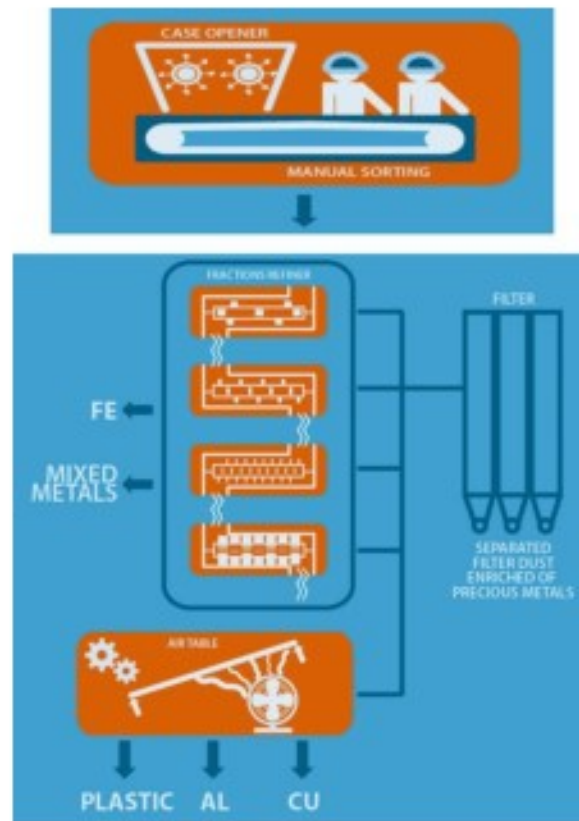 CASE OPENER
MANUAL SORTING
FRACTIONS REFINER
FILTER
FE
MIXED
METALS
SEPARATED
FILTER DUST
ENRICHED OF
PRECIOUS METALS
AIR TABLE
PLASTIC AL CU